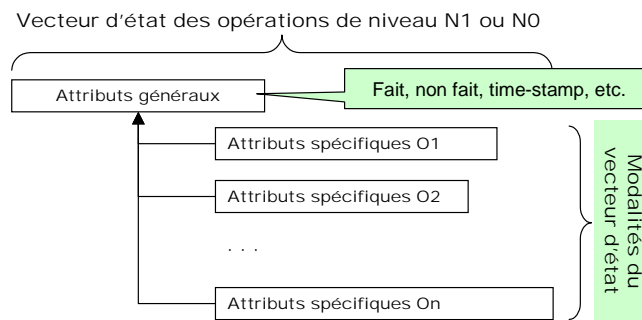 Vecteur d'état des opérations de niveau N1 ou N0
Attributs généraux
Fait, non fait, time-stamp, etc.
Attributs spécifiques O1
Attributs spécifiques O2
. . .
Attributs spécifiques On
Modalités du
vecteur d'état